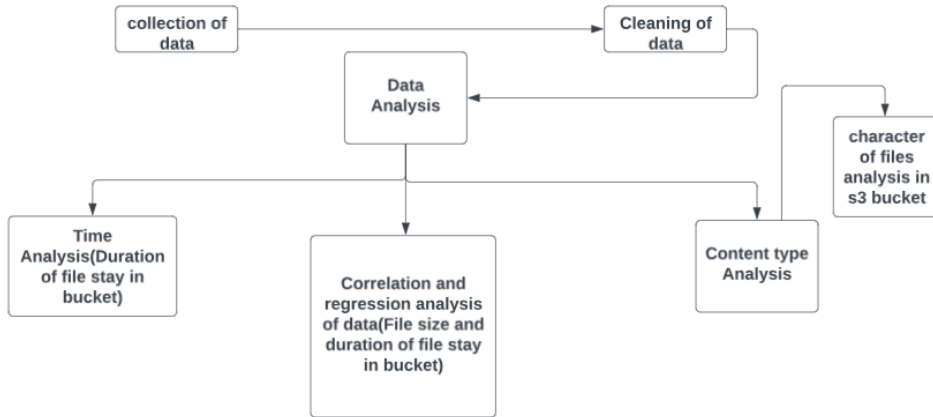 collection of
data
Cleaning of
data
Data
Analysis
character
of files
analysis in
s3 bucket
Time
Analysis(Duration
of file stay in
bucket)
Correlation and
regression analysis
of data(File size and
duration of file stay
in bucket)
Content type
Analysis